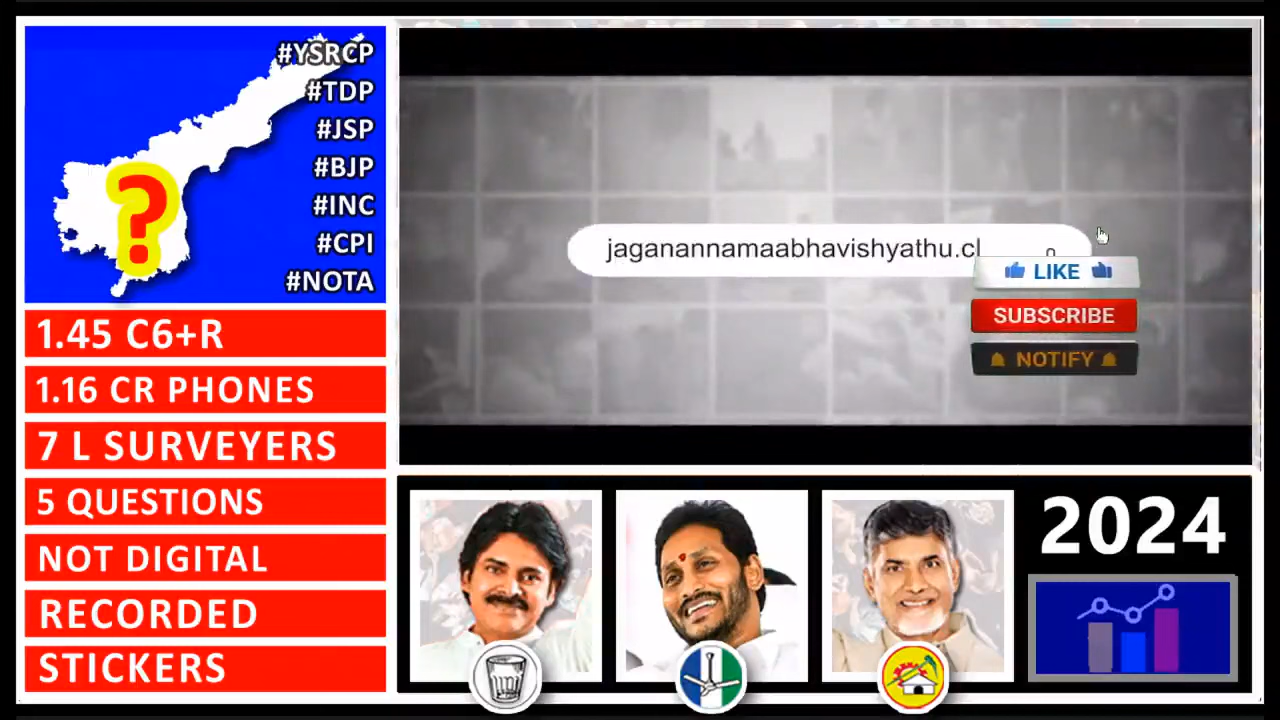 #YSRCP
#TDP
#JSP
#BJP
#INC
#CPI
#NOTA
1.45 C6+R
1.16 CR PHONES
7 L SURVEYERS
5 QUESTIONS
NOT DIGITAL
RECORDED
STICKERS
jaganannamaabhavishyathu.cl
LIKE
SUBSCRIBE
NOTIFY
2024